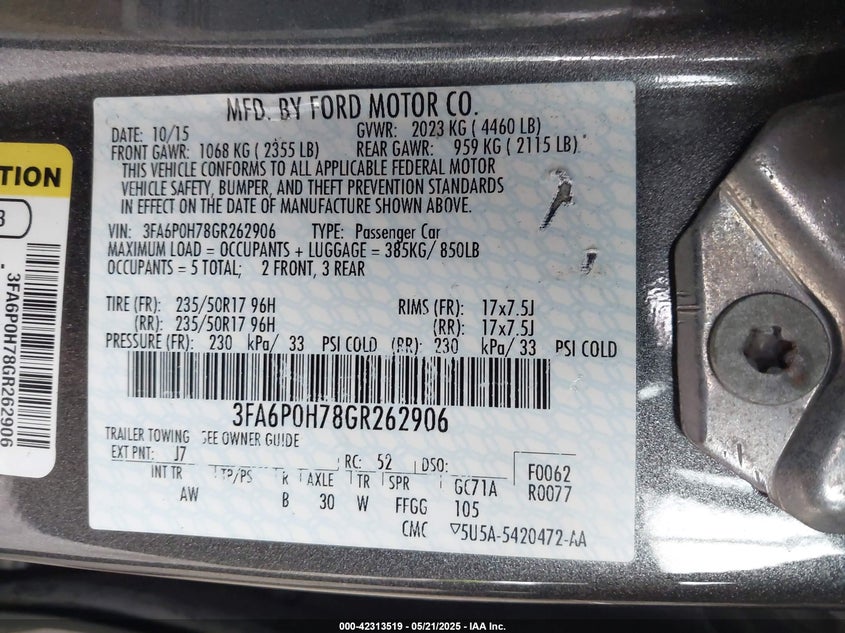 MFD. BY FORD MOTOR CO.
DATE: 10/15 GVWR: 2023 KG ( 4460 LB)
FRONT GAWR: 1068 KG ( 2355 LB) REAR GAWR: 959 KG ( 2115 LB)
THIS VEHICLE CONFORMS TO ALL APPLICABLE FEDERAL MOTOR
VEHICLE SAFETY, BUMPER, AND THEFT PREVENTION STANDARDS
IN EFFECT ON THE DATE OF MANUFACTURE SHOWN ABOVE.
VIN: 3FA6P0H78GR262906 TYPE: Passenger Car
MAXIMUM LOAD = OCCUPANTS + LUGGAGE = 385KG/ 850LB
OCCUPANTS = 5 TOTAL; 2 FRONT, 3 REAR
TIRE (FR): 235/50R17 96H RIMS (FR): 17x7.5J
(RR): 235/50R17 96H (RR): 17x7.5J
PRESSURE (FR): 230 kPa/ 33 PSI COLD (RR): 230 kPa/ 33 PSI COLD
3FA6P0H78GR262906
TRAILER TOWING SEE OWNER GUIDE
EXT PNT: J7 RC: 52 DSO: F0062
INT TR TP/PS R AXLE TR SPR GC71A R0077
AW B 30 W FFGG 105
CMC ▽5U5A-5420472-AA
TION
3FA6P0H78GR262906
000-42313519 - 05/21/2025 - IAA Inc.